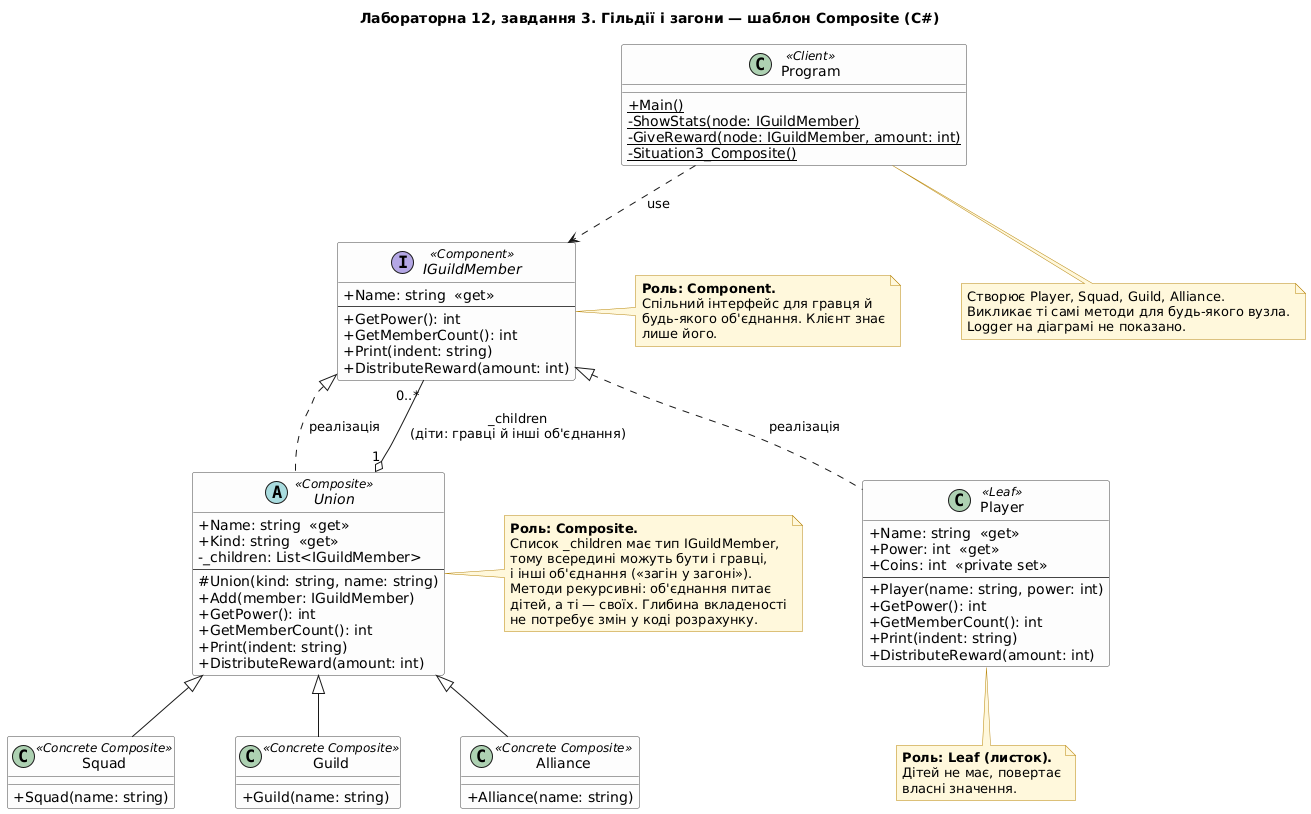 Лабораторна 12, завдання 3. Гільдії і загони — шаблон Composite (C#)
C
«Client»
Program
+Main()
-ShowStats(node: IGuildMember)
-GiveReward(node: IGuildMember, amount: int)
-Situation3_Composite()
use
I
«Component»
IGuildMember
+Name: string «get»
+GetPower(): int
+GetMemberCount(): int
+Print(indent: string)
+DistributeReward(amount: int)
Роль: Component.
Спільний інтерфейс для гравця й
будь-якого об'єднання. Клієнт знає
лише його.
Створює Player, Squad, Guild, Alliance.
Викликає ті самі методи для будь-якого вузла.
Logger на діаграмі не показано.
0..*
реалізація
_children
(діти: гравці й інші об'єднання)
реалізація
1
A
«Composite»
Union
+Name: string «get»
+Kind: string «get»
-_children: List<IGuildMember>
#Union(kind: string, name: string)
+Add(member: IGuildMember)
+GetPower(): int
+GetMemberCount(): int
+Print(indent: string)
+DistributeReward(amount: int)
Роль: Composite.
Список _children має тип IGuildMember,
тому всередині можуть бути і гравці,
і інші об'єднання («загін у загоні»).
Методи рекурсивні: об'єднання питає
дітей, а ті — своїх. Глибина вкладеності
не потребує змін у коді розрахунку.
C
«Leaf»
Player
+Name: string «get»
+Power: int «get»
+Coins: int «private set»
+Player(name: string, power: int)
+GetPower(): int
+GetMemberCount(): int
+Print(indent: string)
+DistributeReward(amount: int)
C
«Concrete Composite»
Squad
+Squad(name: string)
C
«Concrete Composite»
Guild
+Guild(name: string)
C
«Concrete Composite»
Alliance
+Alliance(name: string)
Роль: Leaf (листок).
Дітей не має, повертає
власні значення.